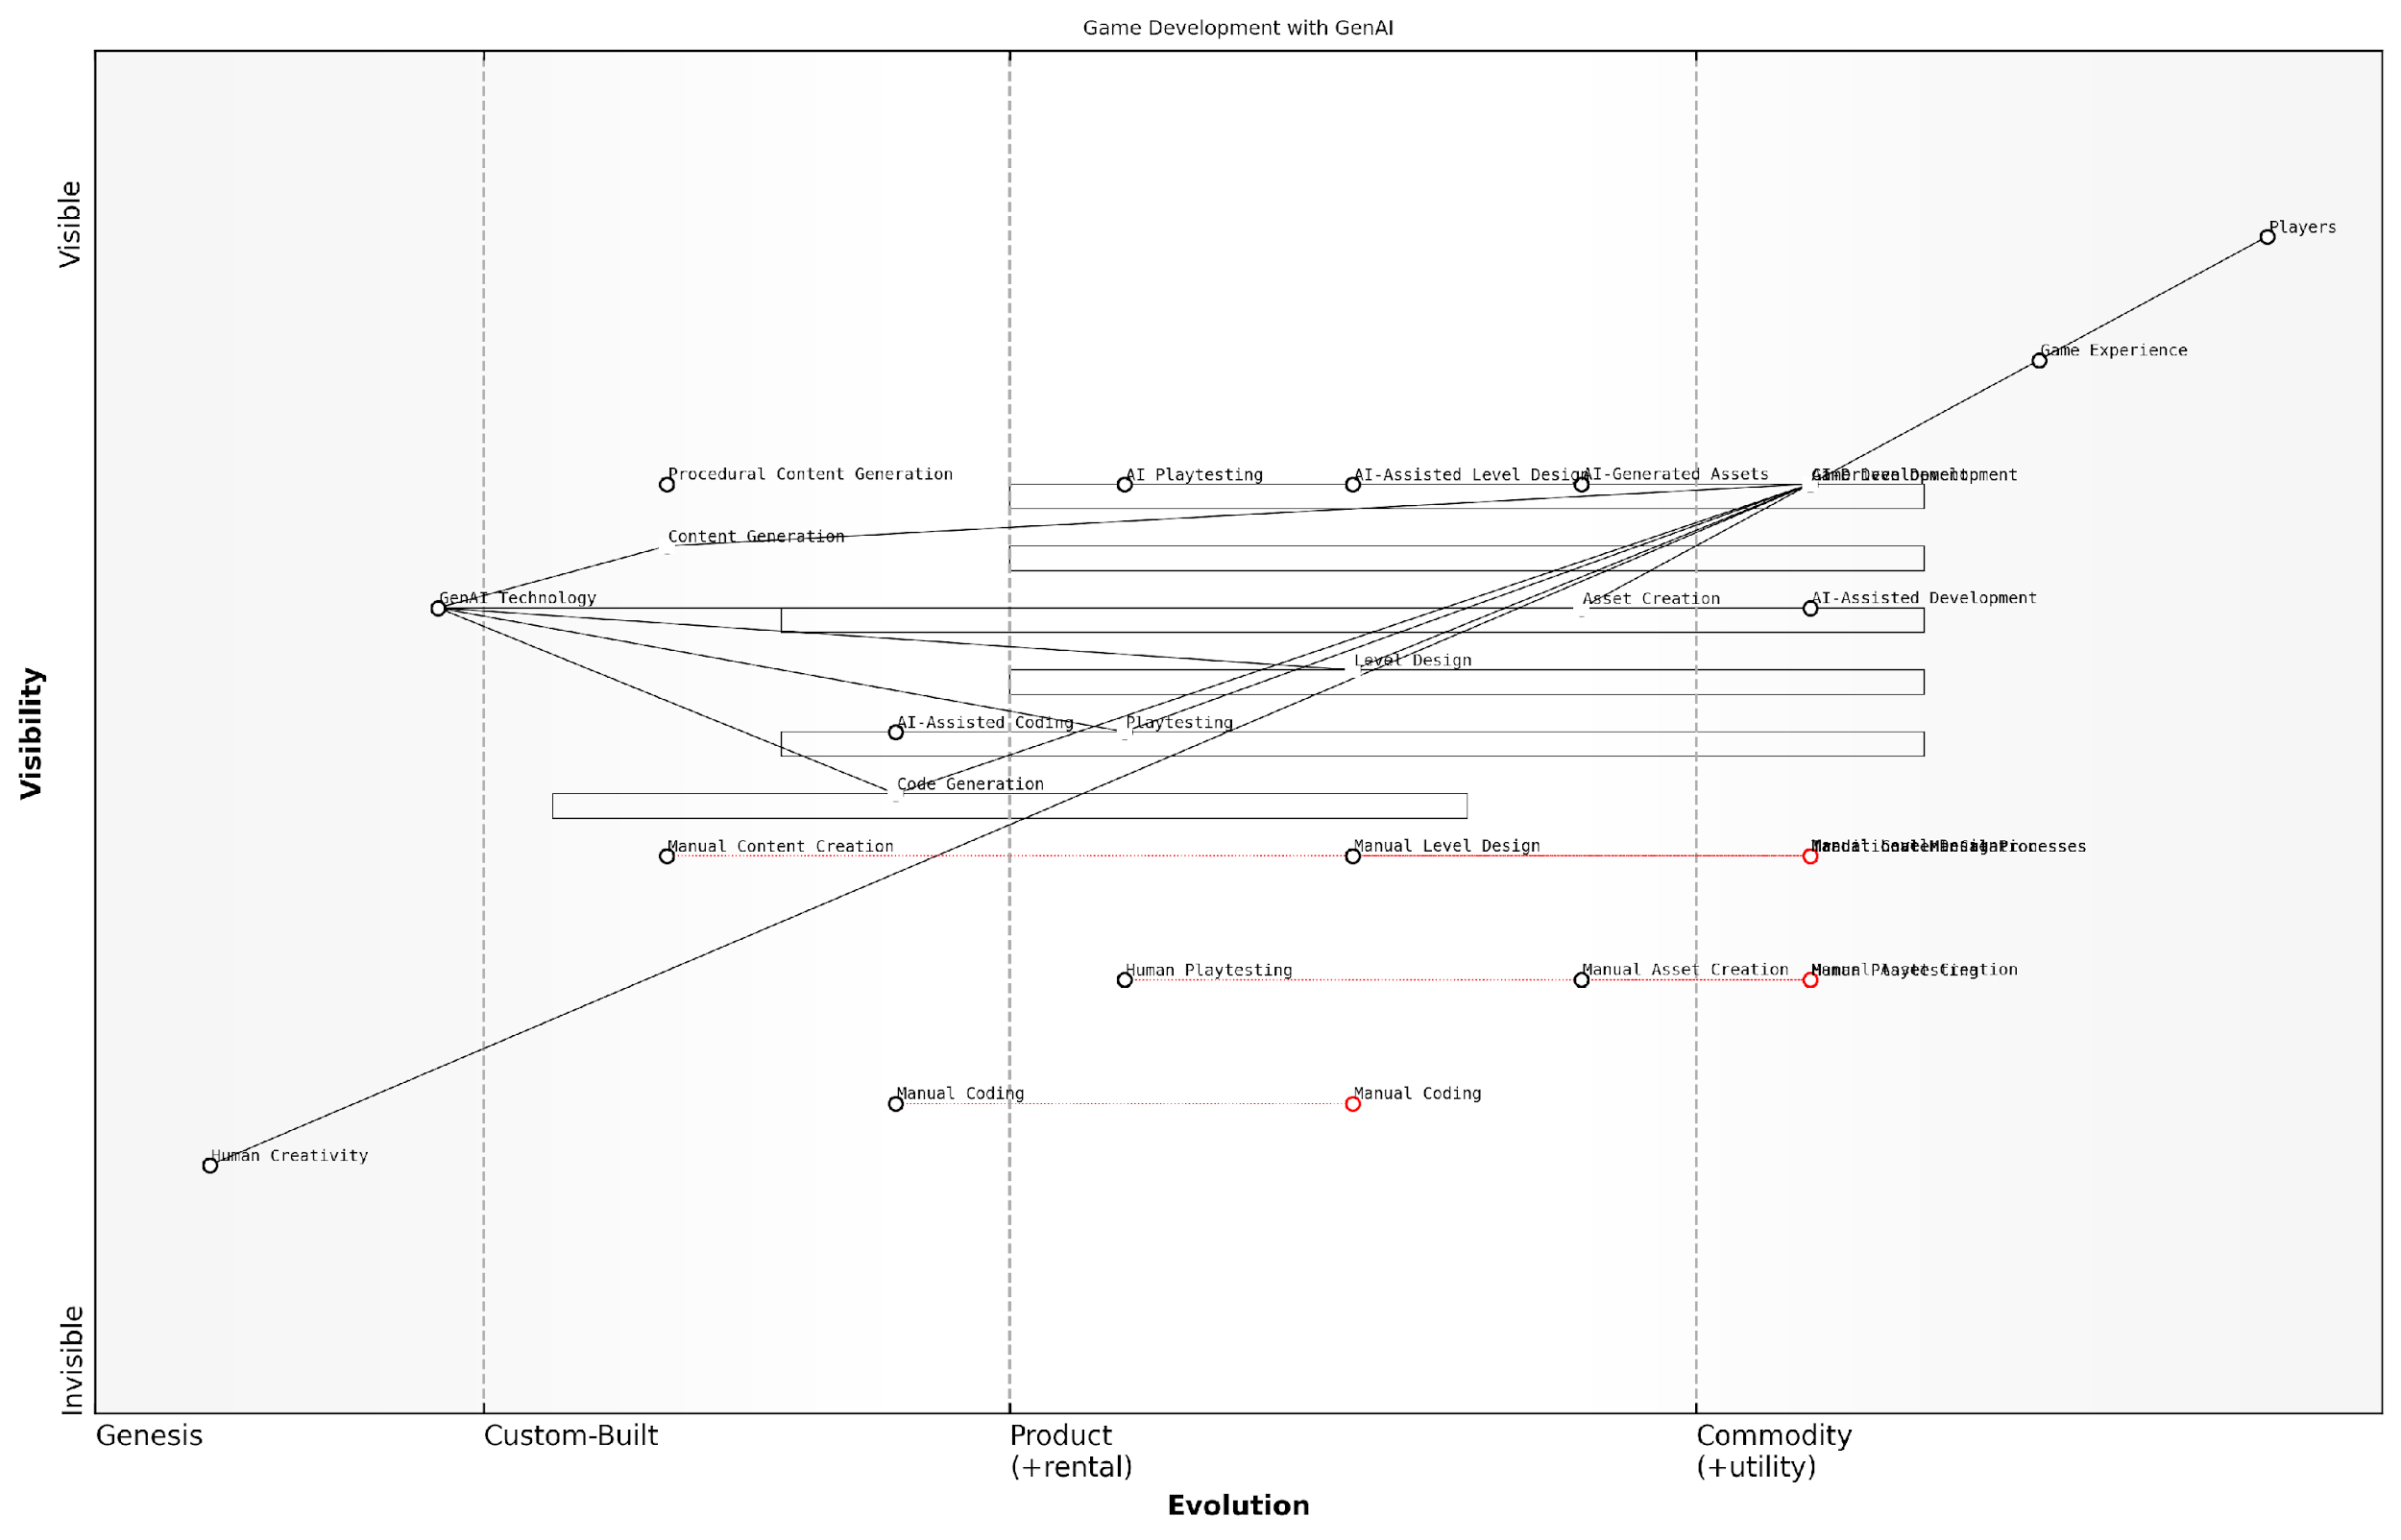 Game Development with GenAI
Visible
Players
Game Experience
Procedural Content Generation
AI Playtesting
AI-Assisted Level Design
AI-Generated Assets
Content Generation
GenAI Technology
Asset Creation
AI-Assisted Development
Level Design
AI-Assisted Coding
Playtesting
Code Generation
Manual Content Creation
Manual Level Design
Human Playtesting
Manual Asset Creation
Manual Coding
Manual Coding
Human Creativity
Visibility
Invisible
Genesis
Custom-Built
Product
(+rental)
Commodity
(+utility)
Evolution